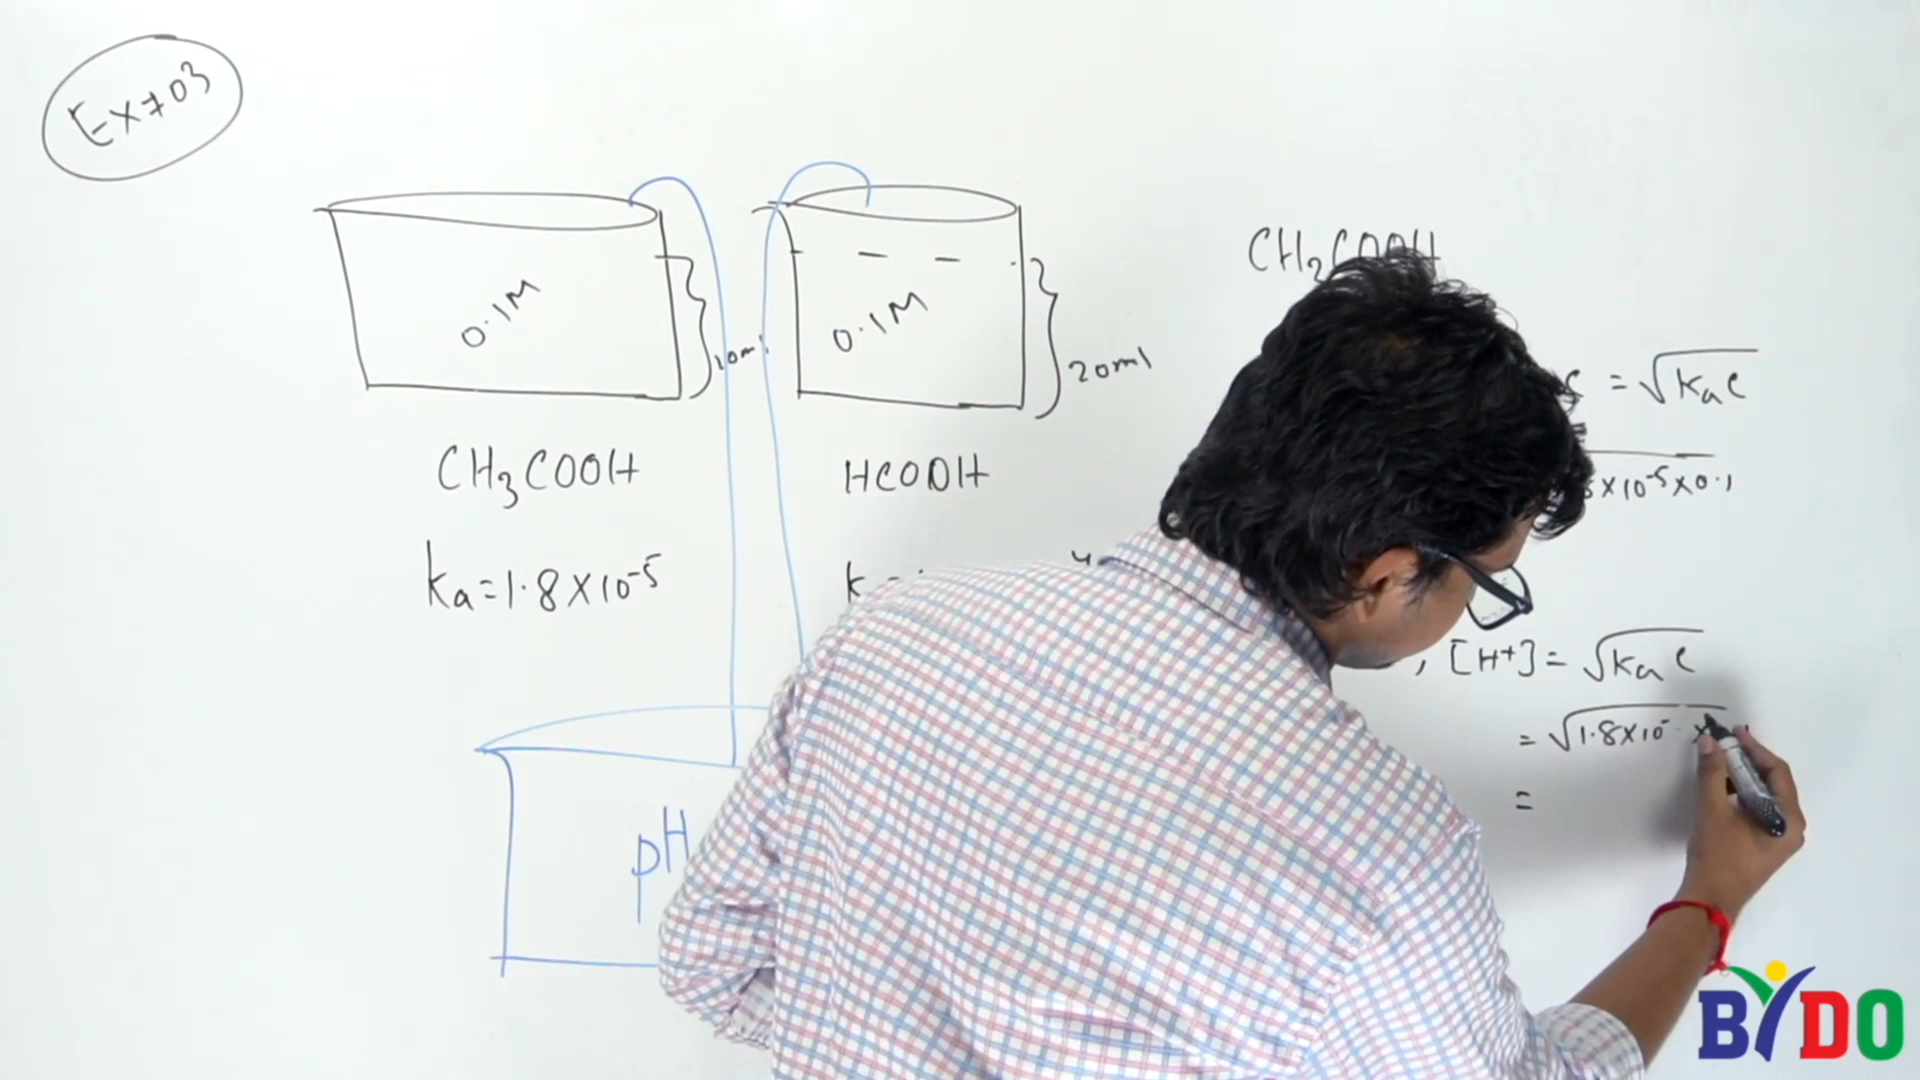 Ex→03
0.1M
10ml
0.1M
20ml
CH3COOH
HCOOH
ka=1.8×10-5
k
pH
CH3COOH
= √kac
×10-5×0.1
, [H+] = √kac
= √1.8×10- ×
=
BYDO